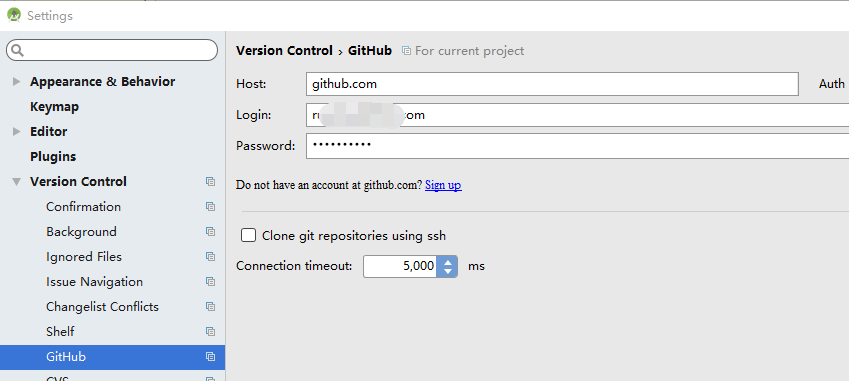 Settings
Version Control › GitHub For current project
Appearance & Behavior
Keymap
Editor
Plugins
Version Control
Confirmation
Background
Ignored Files
Issue Navigation
Changelist Conflicts
Shelf
GitHub
CVS
Host: github.com Auth
Login:
Password: ••••••••••
Do not have an account at github.com? Sign up
Clone git repositories using ssh
Connection timeout: 5,000 ms